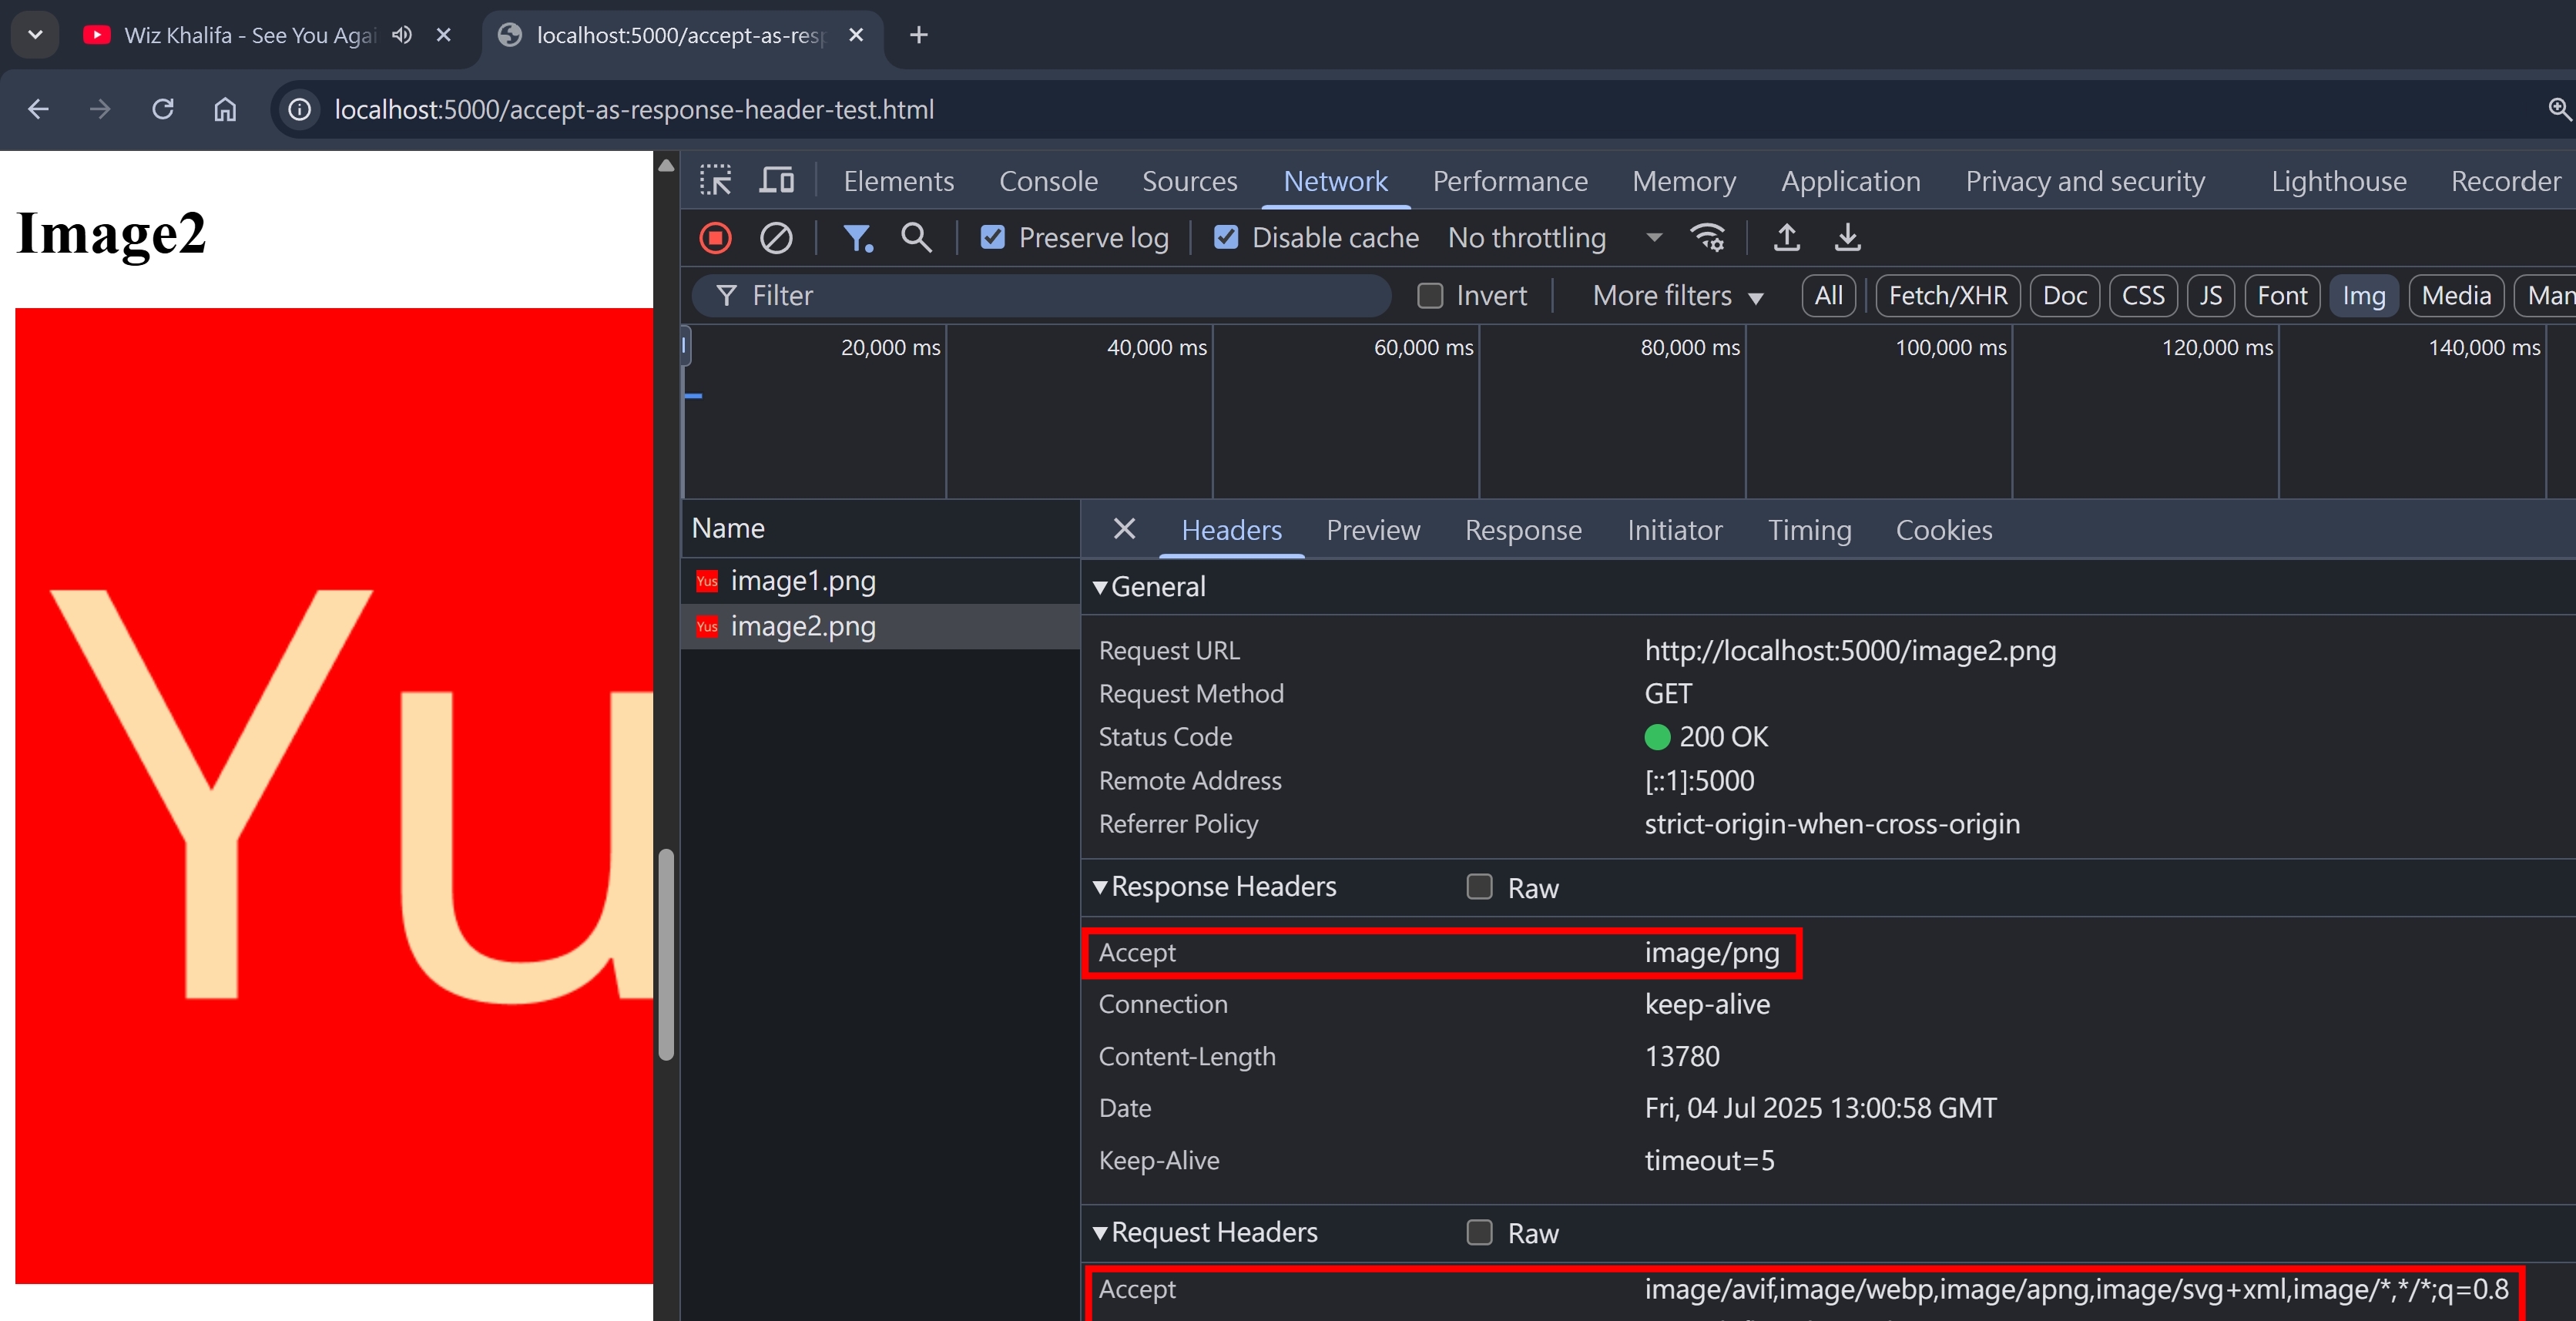 Wiz Khalifa - See You Agai
localhost:5000/accept-as-resp
localhost:5000/accept-as-response-header-test.html
Image2
Yu
Elements Console Sources Network Performance Memory Application Privacy and security Lighthouse Recorder
Preserve log Disable cache No throttling
Filter Invert More filters All Fetch/XHR Doc CSS JS Font Img Media Man
20,000 ms 40,000 ms 60,000 ms 80,000 ms 100,000 ms 120,000 ms 140,000 ms
Name
Yus image1.png
Yus image2.png
Headers Preview Response Initiator Timing Cookies
General
Request URL http://localhost:5000/image2.png
Request Method GET
Status Code 200 OK
Remote Address [::1]:5000
Referrer Policy strict-origin-when-cross-origin
Response Headers Raw
Accept image/png
Connection keep-alive
Content-Length 13780
Date Fri, 04 Jul 2025 13:00:58 GMT
Keep-Alive timeout=5
Request Headers Raw
Accept image/avif,image/webp,image/apng,image/svg+xml,image/*,*/*;q=0.8